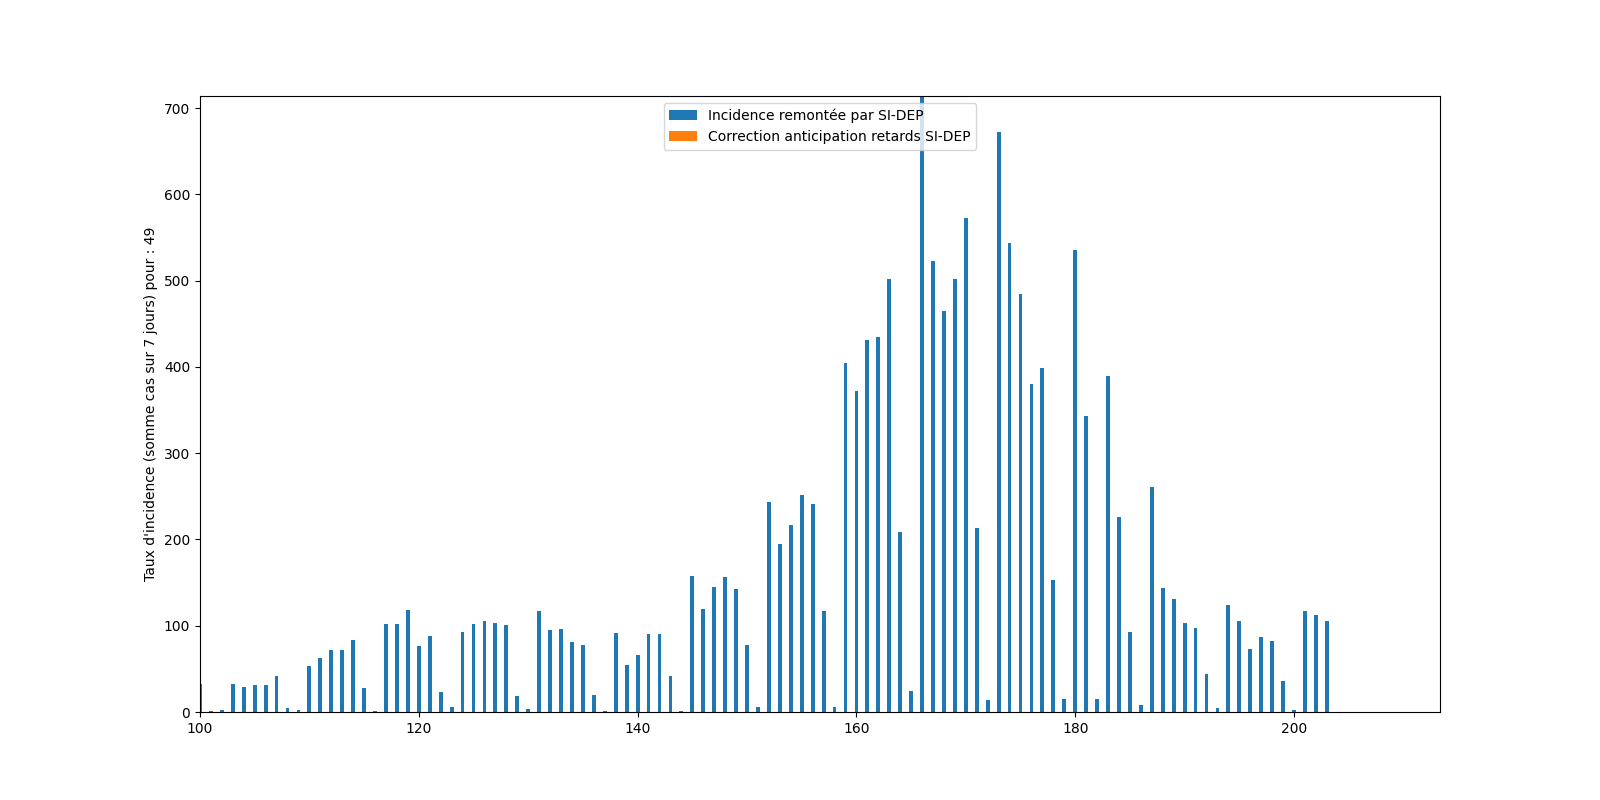 Incidence remontée par SI-DEP
Correction anticipation retards SI-DEP
Taux d'incidence (somme cas sur 7 jours) pour : 49
700
600
500
400
300
200
100
0
100 120 140 160 180 200